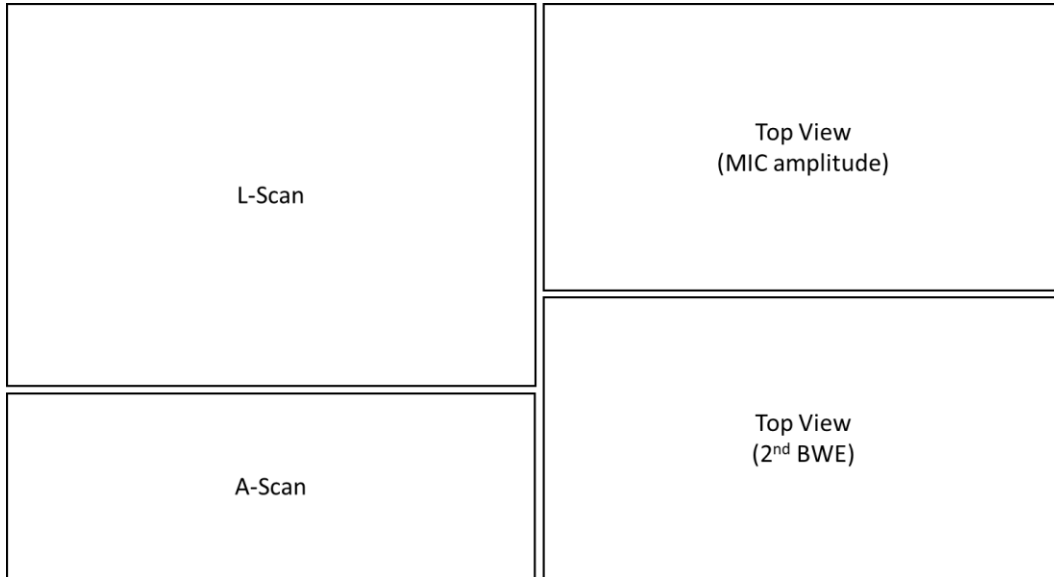 L-Scan
A-Scan
Top View
(MIC amplitude)
Top View
(2nd BWE)